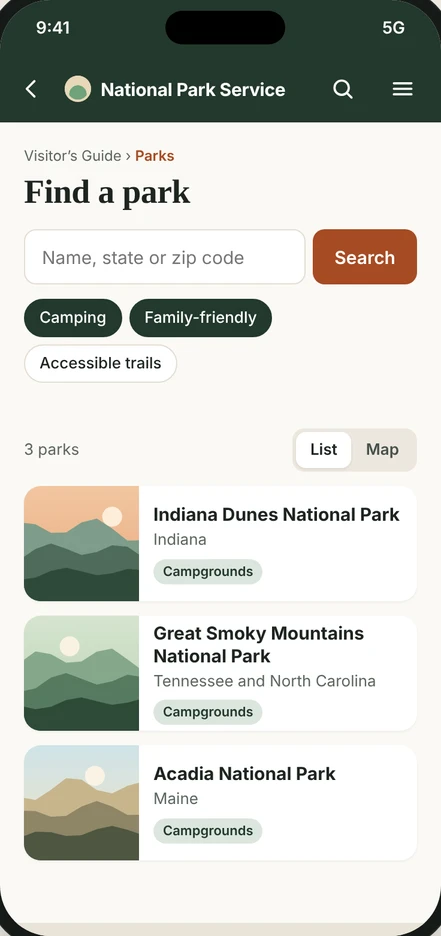 9:41
5G
National Park Service
Visitor’s Guide › Parks
Find a park
Name, state or zip code
Search
Camping
Family-friendly
Accessible trails
3 parks
List
Map
Indiana Dunes National Park
Indiana
Campgrounds
Great Smoky Mountains
National Park
Tennessee and North Carolina
Campgrounds
Acadia National Park
Maine
Campgrounds